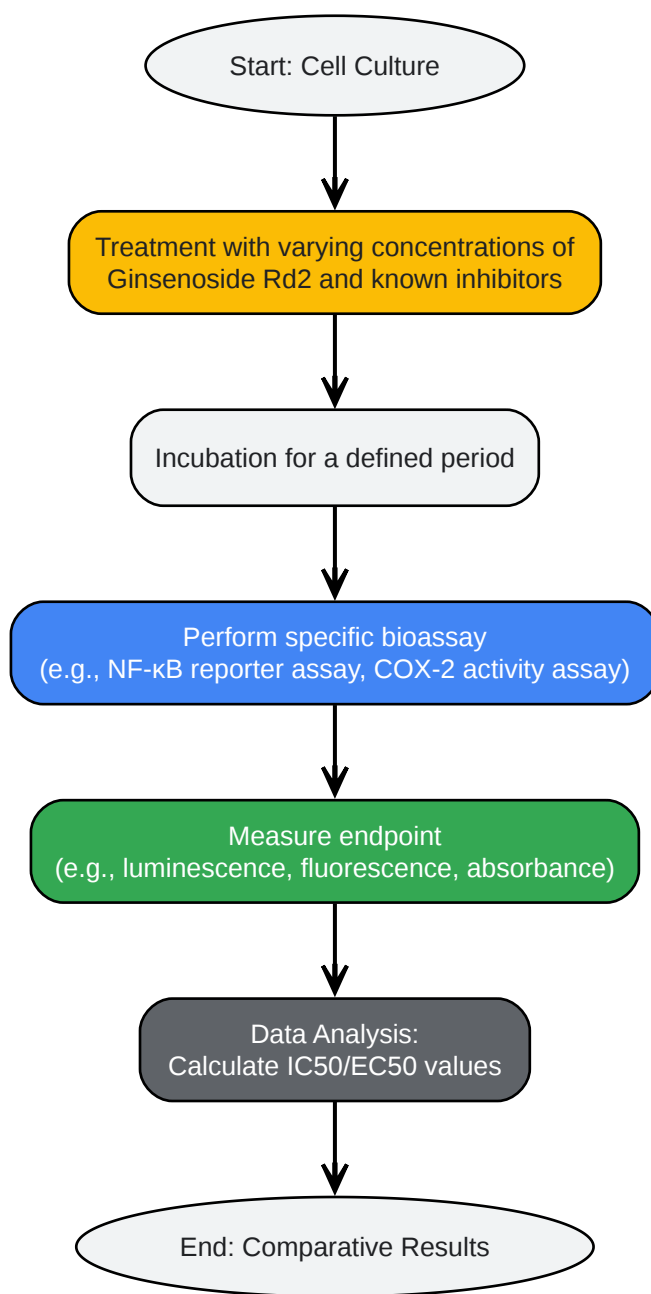 Start: Cell Culture
Treatment with varying concentrations of
Ginsenoside Rd2 and known inhibitors
Incubation for a defined period
Perform specific bioassay
(e.g., NF-κB reporter assay, COX-2 activity assay)
Measure endpoint
(e.g., luminescence, fluorescence, absorbance)
Data Analysis:
Calculate IC50/EC50 values
End: Comparative Results